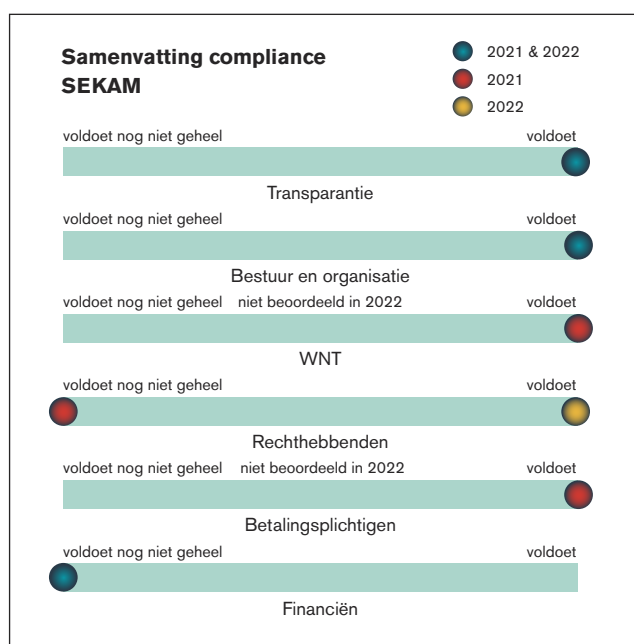 Samenvatting compliance
SEKAM
2021 & 2022
2021
2022
voldoet nog niet geheel voldoet
Transparantie
voldoet nog niet geheel voldoet
Bestuur en organisatie
voldoet nog niet geheel niet beoordeeld in 2022 voldoet
WNT
voldoet nog niet geheel voldoet
Rechthebbenden
voldoet nog niet geheel niet beoordeeld in 2022 voldoet
Betalingsplichtigen
voldoet nog niet geheel voldoet
Financiën